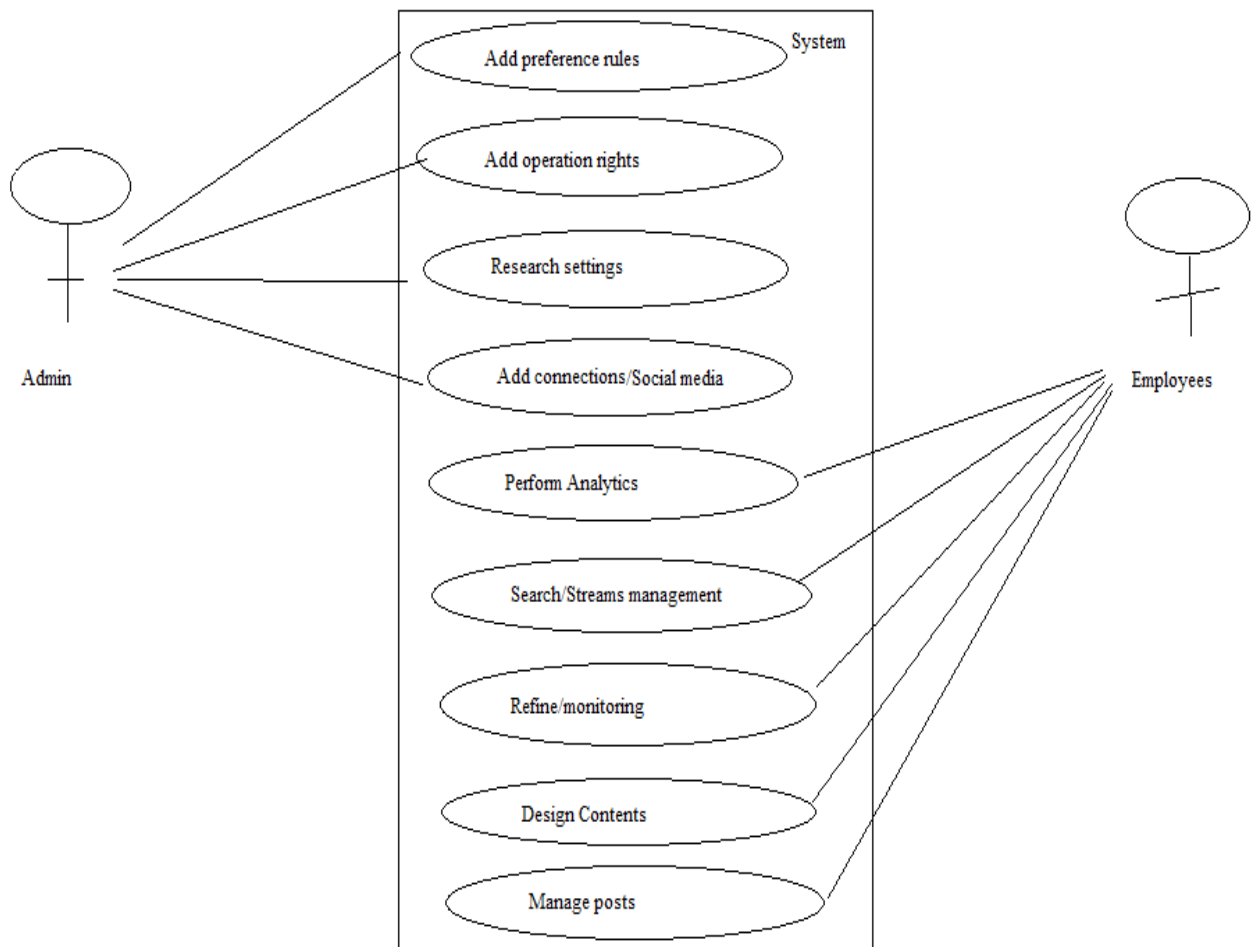 System
Add preference rules
Add operation rights
Research settings
Add connections/Social media
Admin
Employees
Perform Analytics
Search/Streams management
Refine/monitoring
Design Contents
Manage posts